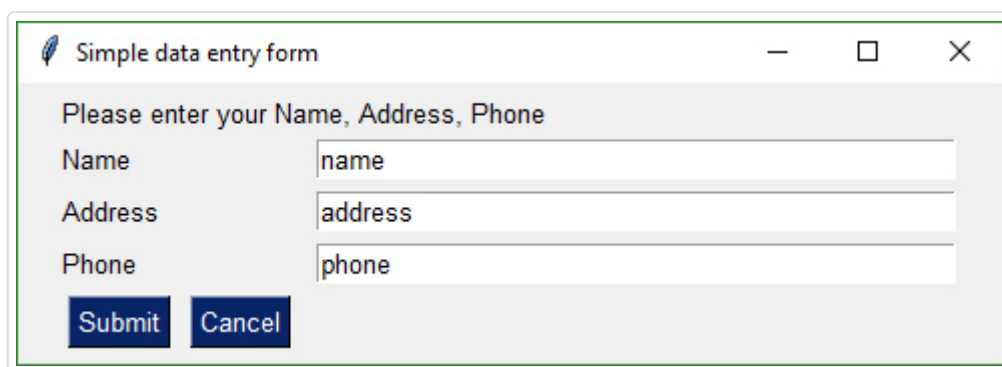 Simple data entry form
Please enter your Name, Address, Phone
Name name
Address address
Phone phone
Submit Cancel